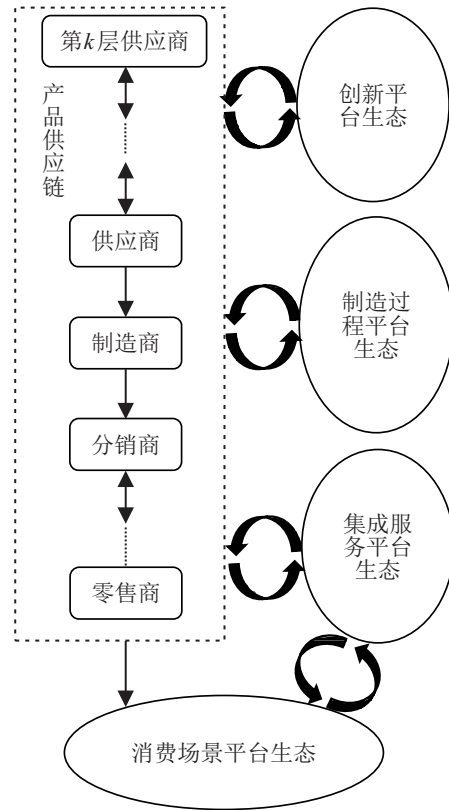 第k层供应商
产品供应链
供应商
制造商
分销商
零售商
创新平
台生态
制造过
程平台
生态
集成服
务平台
生态
消费场景平台生态